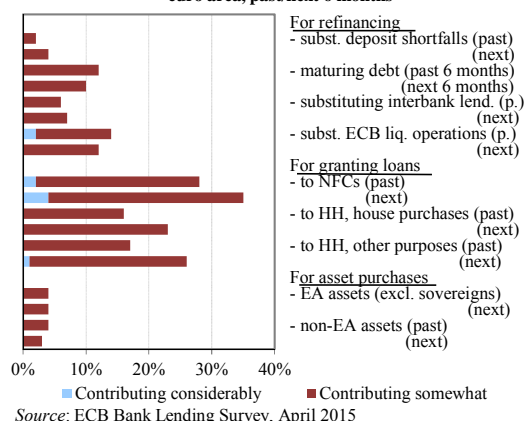 euro area, past/next 6 months
For refinancing
- subst. deposit shortfalls (past)
(next)
- maturing debt (past 6 months)
(next 6 months)
- substituting interbank lend. (p.)
(next)
- subst. ECB liq. operations (p.)
(next)
For granting loans
- to NFCs (past)
(next)
- to HH, house purchases (past)
(next)
- to HH, other purposes (past)
(next)
For asset purchases
- EA assets (excl. sovereigns)
(next)
- non-EA assets (past)
(next)
0% 10% 20% 30% 40%
Contributing considerably Contributing somewhat
Source: ECB Bank Lending Survey, April 2015